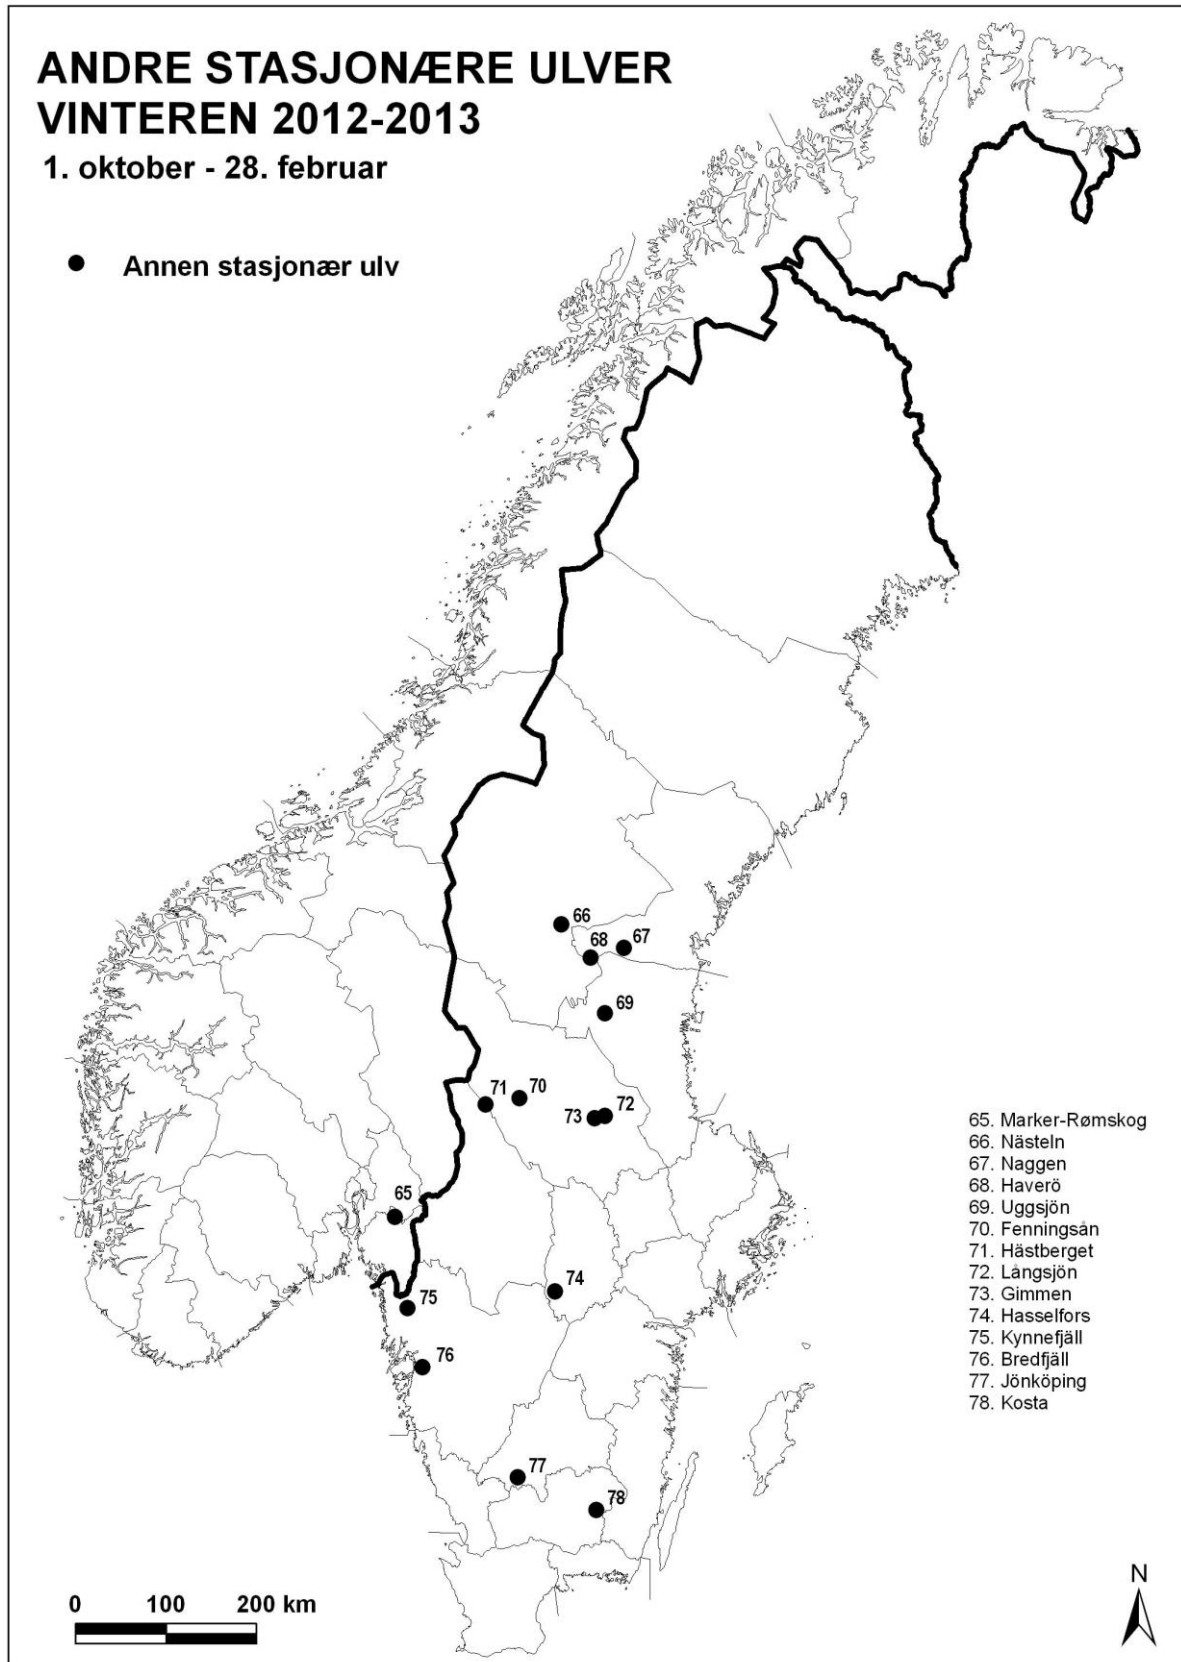 ANDRE STASJONÆRE ULVER
VINTEREN 2012-2013
1. oktober - 28. februar
Annen stasjonær ulv
66
68
67
69
71
70
73
72
65
74
75
76
77
78
65. Marker-Rømskog
66. Nästeln
67. Naggen
68. Haverö
69. Uggsjön
70. Fenningsån
71. Hästberget
72. Långsjön
73. Gimmen
74. Hasselfors
75. Kynnefjäll
76. Bredfjäll
77. Jönköping
78. Kosta
0 100 200 km
N